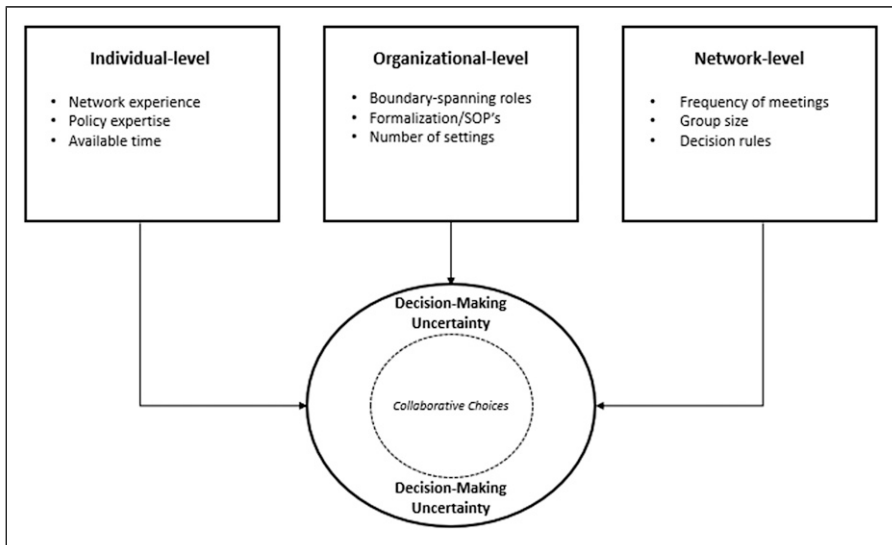 Individual-level
• Network experience
• Policy expertise
• Available time
Organizational-level
• Boundary-spanning roles
• Formalization/SOP's
• Number of settings
Network-level
• Frequency of meetings
• Group size
• Decision rules
Decision-Making
Uncertainty
Collaborative Choices
Decision-Making
Uncertainty